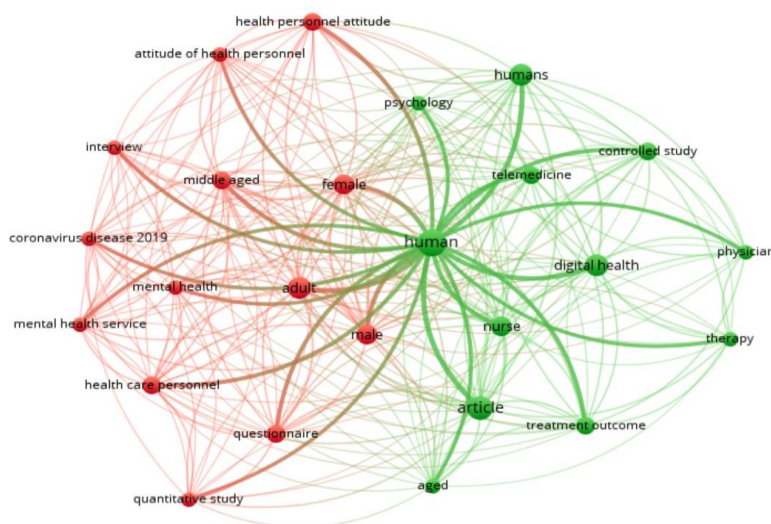 health personnel attitude
attitude of health personnel
humans
psychology
interview
controlled study
middle aged
female
telemedicine
coronavirus disease 2019
human
physician
digital health
mental health
adult
mental health service
male
nurse
therapy
health care personnel
article
questionnaire
treatment outcome
aged
quantitative study